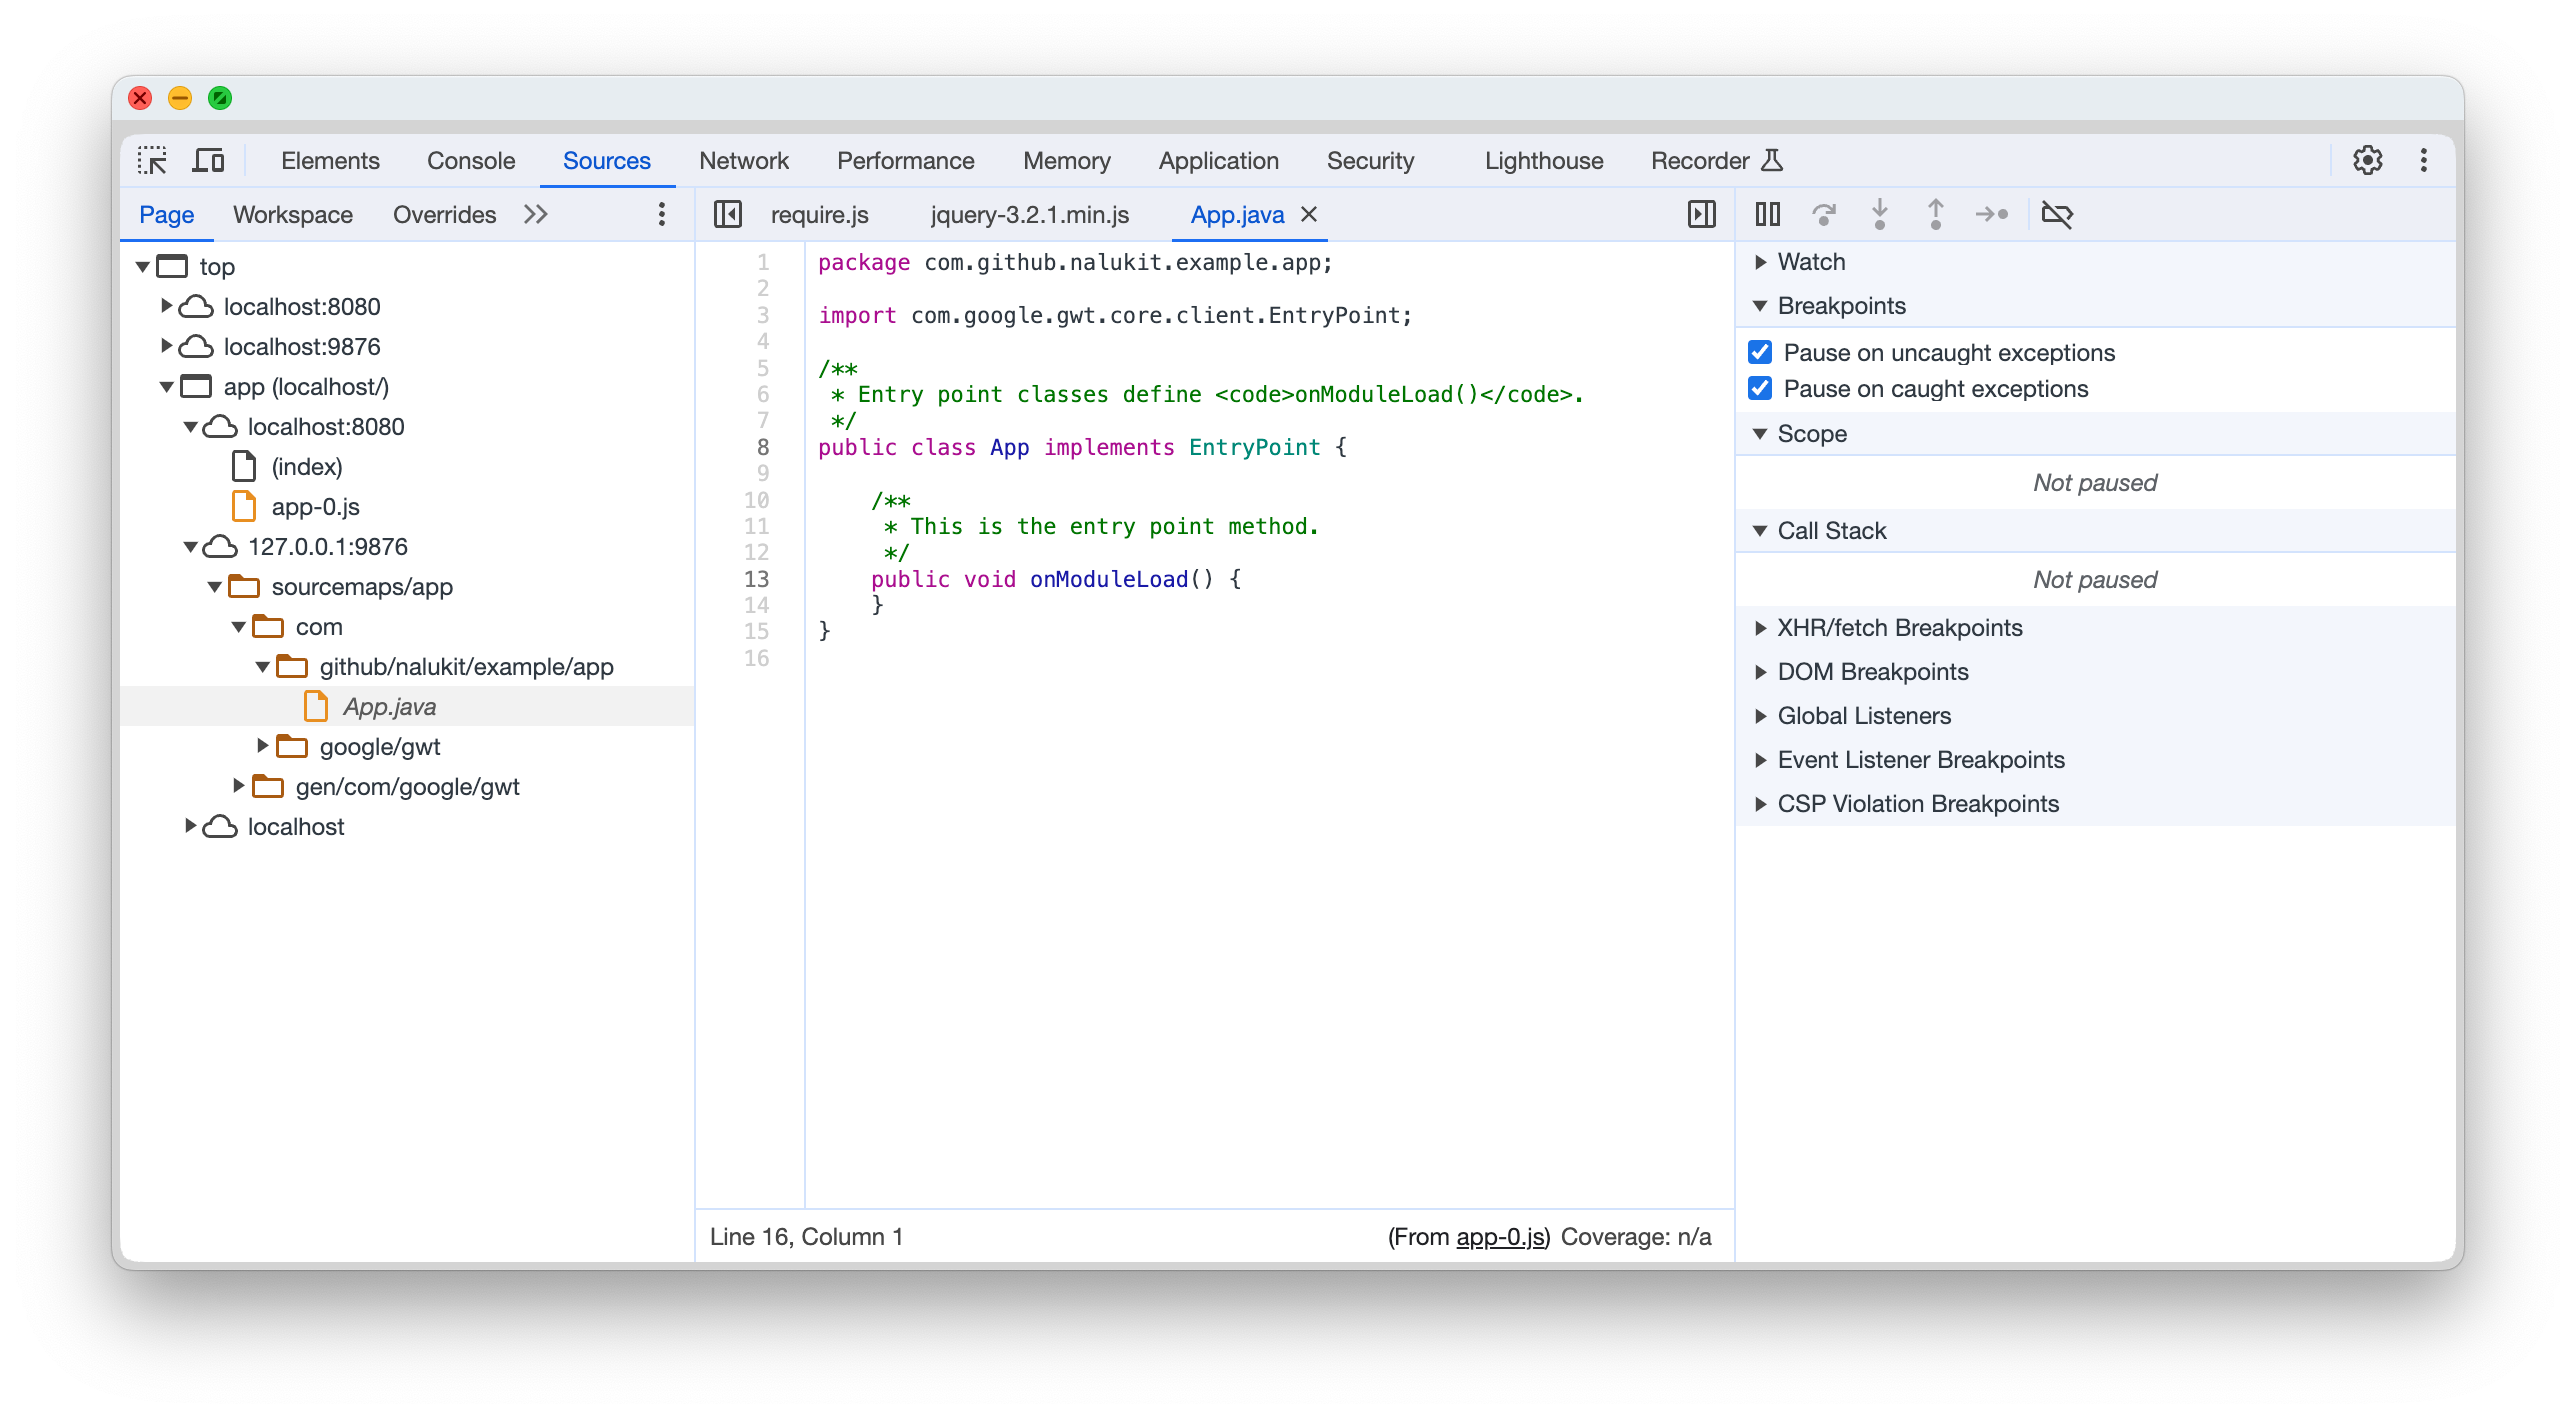 Elements Console Sources Network Performance Memory Application Security Lighthouse Recorder
Page Workspace Overrides
top
localhost:8080
localhost:9876
app (localhost/)
localhost:8080
(index)
app-0.js
127.0.0.1:9876
sourcemaps/app
com
github/nalukit/example/app
App.java
google/gwt
gen/com/google/gwt
localhost
require.js jquery-3.2.1.min.js App.java
1 package com.github.nalukit.example.app;
2
3 import com.google.gwt.core.client.EntryPoint;
4
5 /**
6  * Entry point classes define <code>onModuleLoad()</code>.
7  */
8 public class App implements EntryPoint {
9
10     /**
11      * This is the entry point method.
12      */
13     public void onModuleLoad() {
14     }
15 }
16
Line 16, Column 1 (From app-0.js) Coverage: n/a
Watch
Breakpoints
Pause on uncaught exceptions
Pause on caught exceptions
Scope
Not paused
Call Stack
Not paused
XHR/fetch Breakpoints
DOM Breakpoints
Global Listeners
Event Listener Breakpoints
CSP Violation Breakpoints